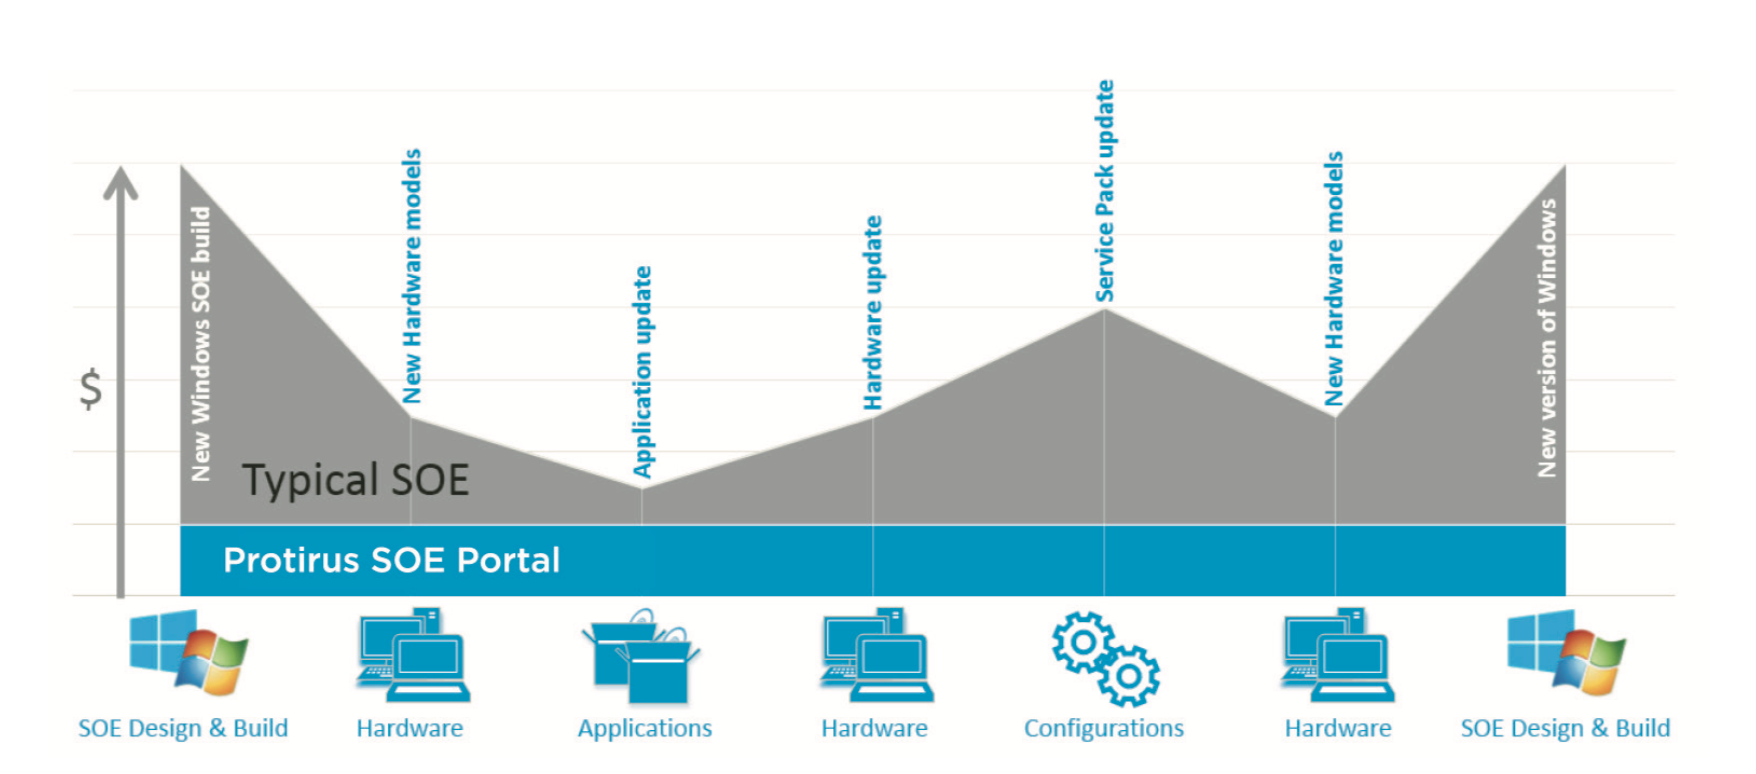 New Windows SOE build
New Hardware models
Application update
Hardware update
Service Pack update
New Hardware models
New version of Windows
$
Typical SOE
Protirus SOE Portal
SOE Design & Build
Hardware
Applications
Hardware
Configurations
Hardware
SOE Design & Build